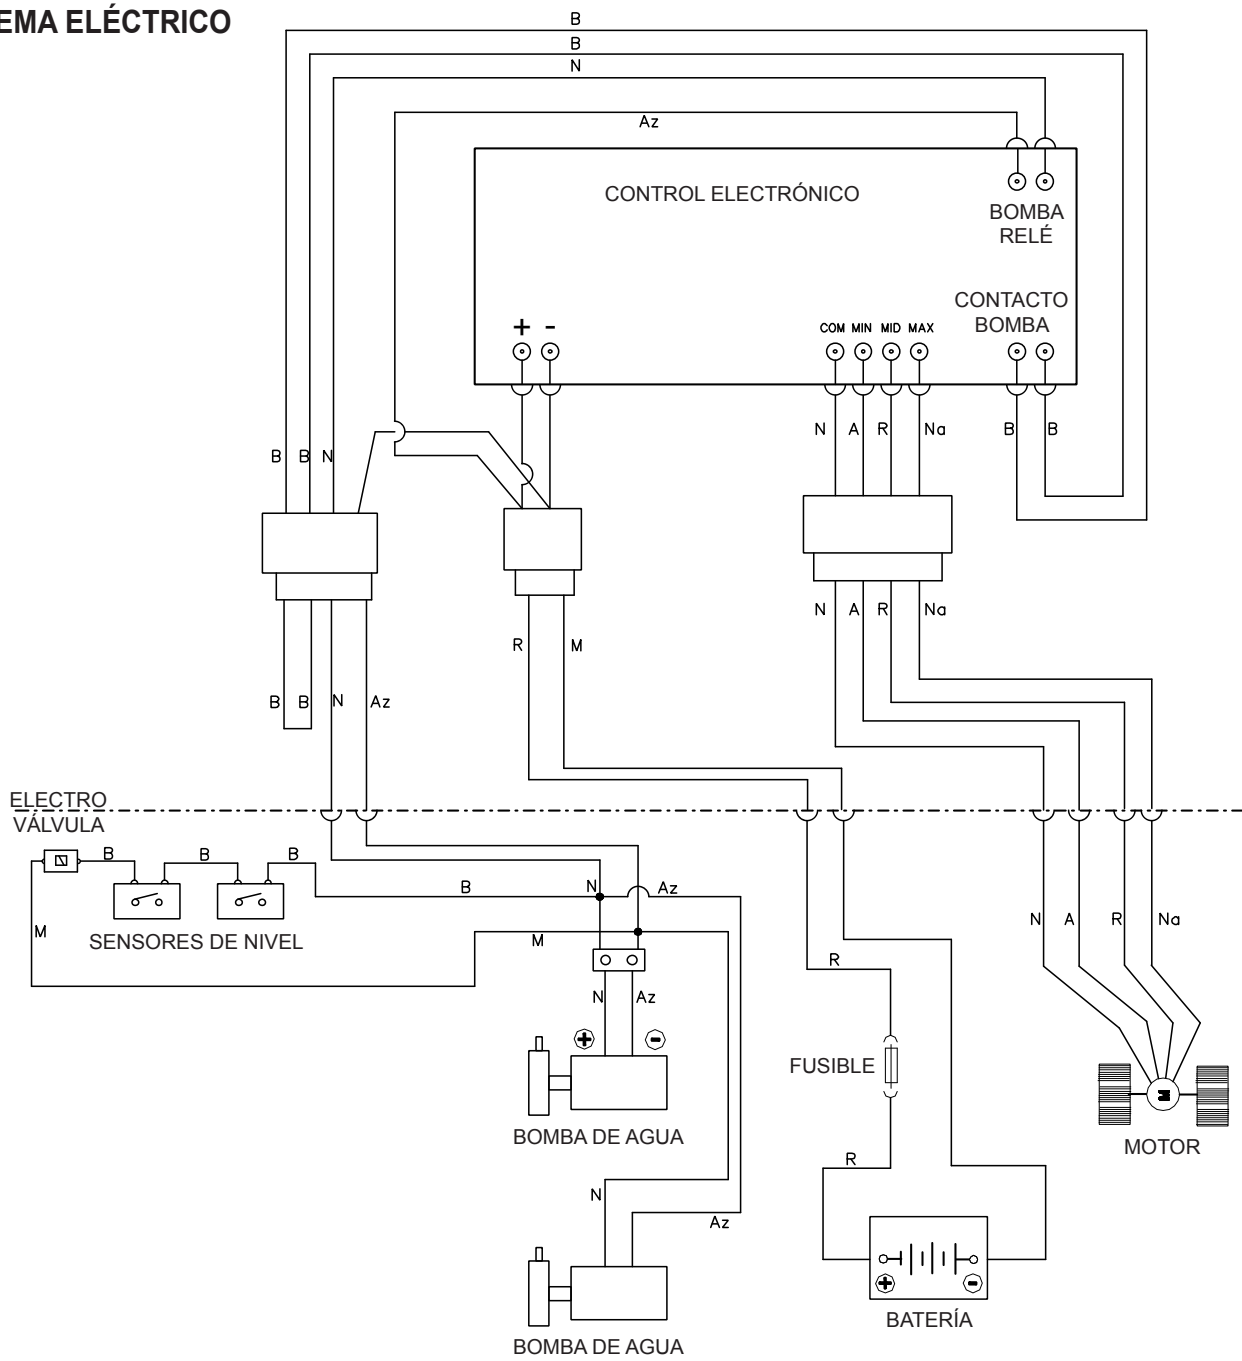 EMA ELÉCTRICO
B
B
N
Az
CONTROL ELECTRÓNICO
BOMBA
RELÉ
CONTACTO
BOMBA
+ -
COM MIN MID MAX
N A R Na B B
B B N
N A R Na
R M
B B N Az
ELECTRO
VÁLVULA
B B B
B N Az
M
SENSORES DE NIVEL
M
N A R Na
R
N Az
+ -
FUSIBLE
BOMBA DE AGUA
M
MOTOR
R
N
Az
+ -
BATERÍA
BOMBA DE AGUA